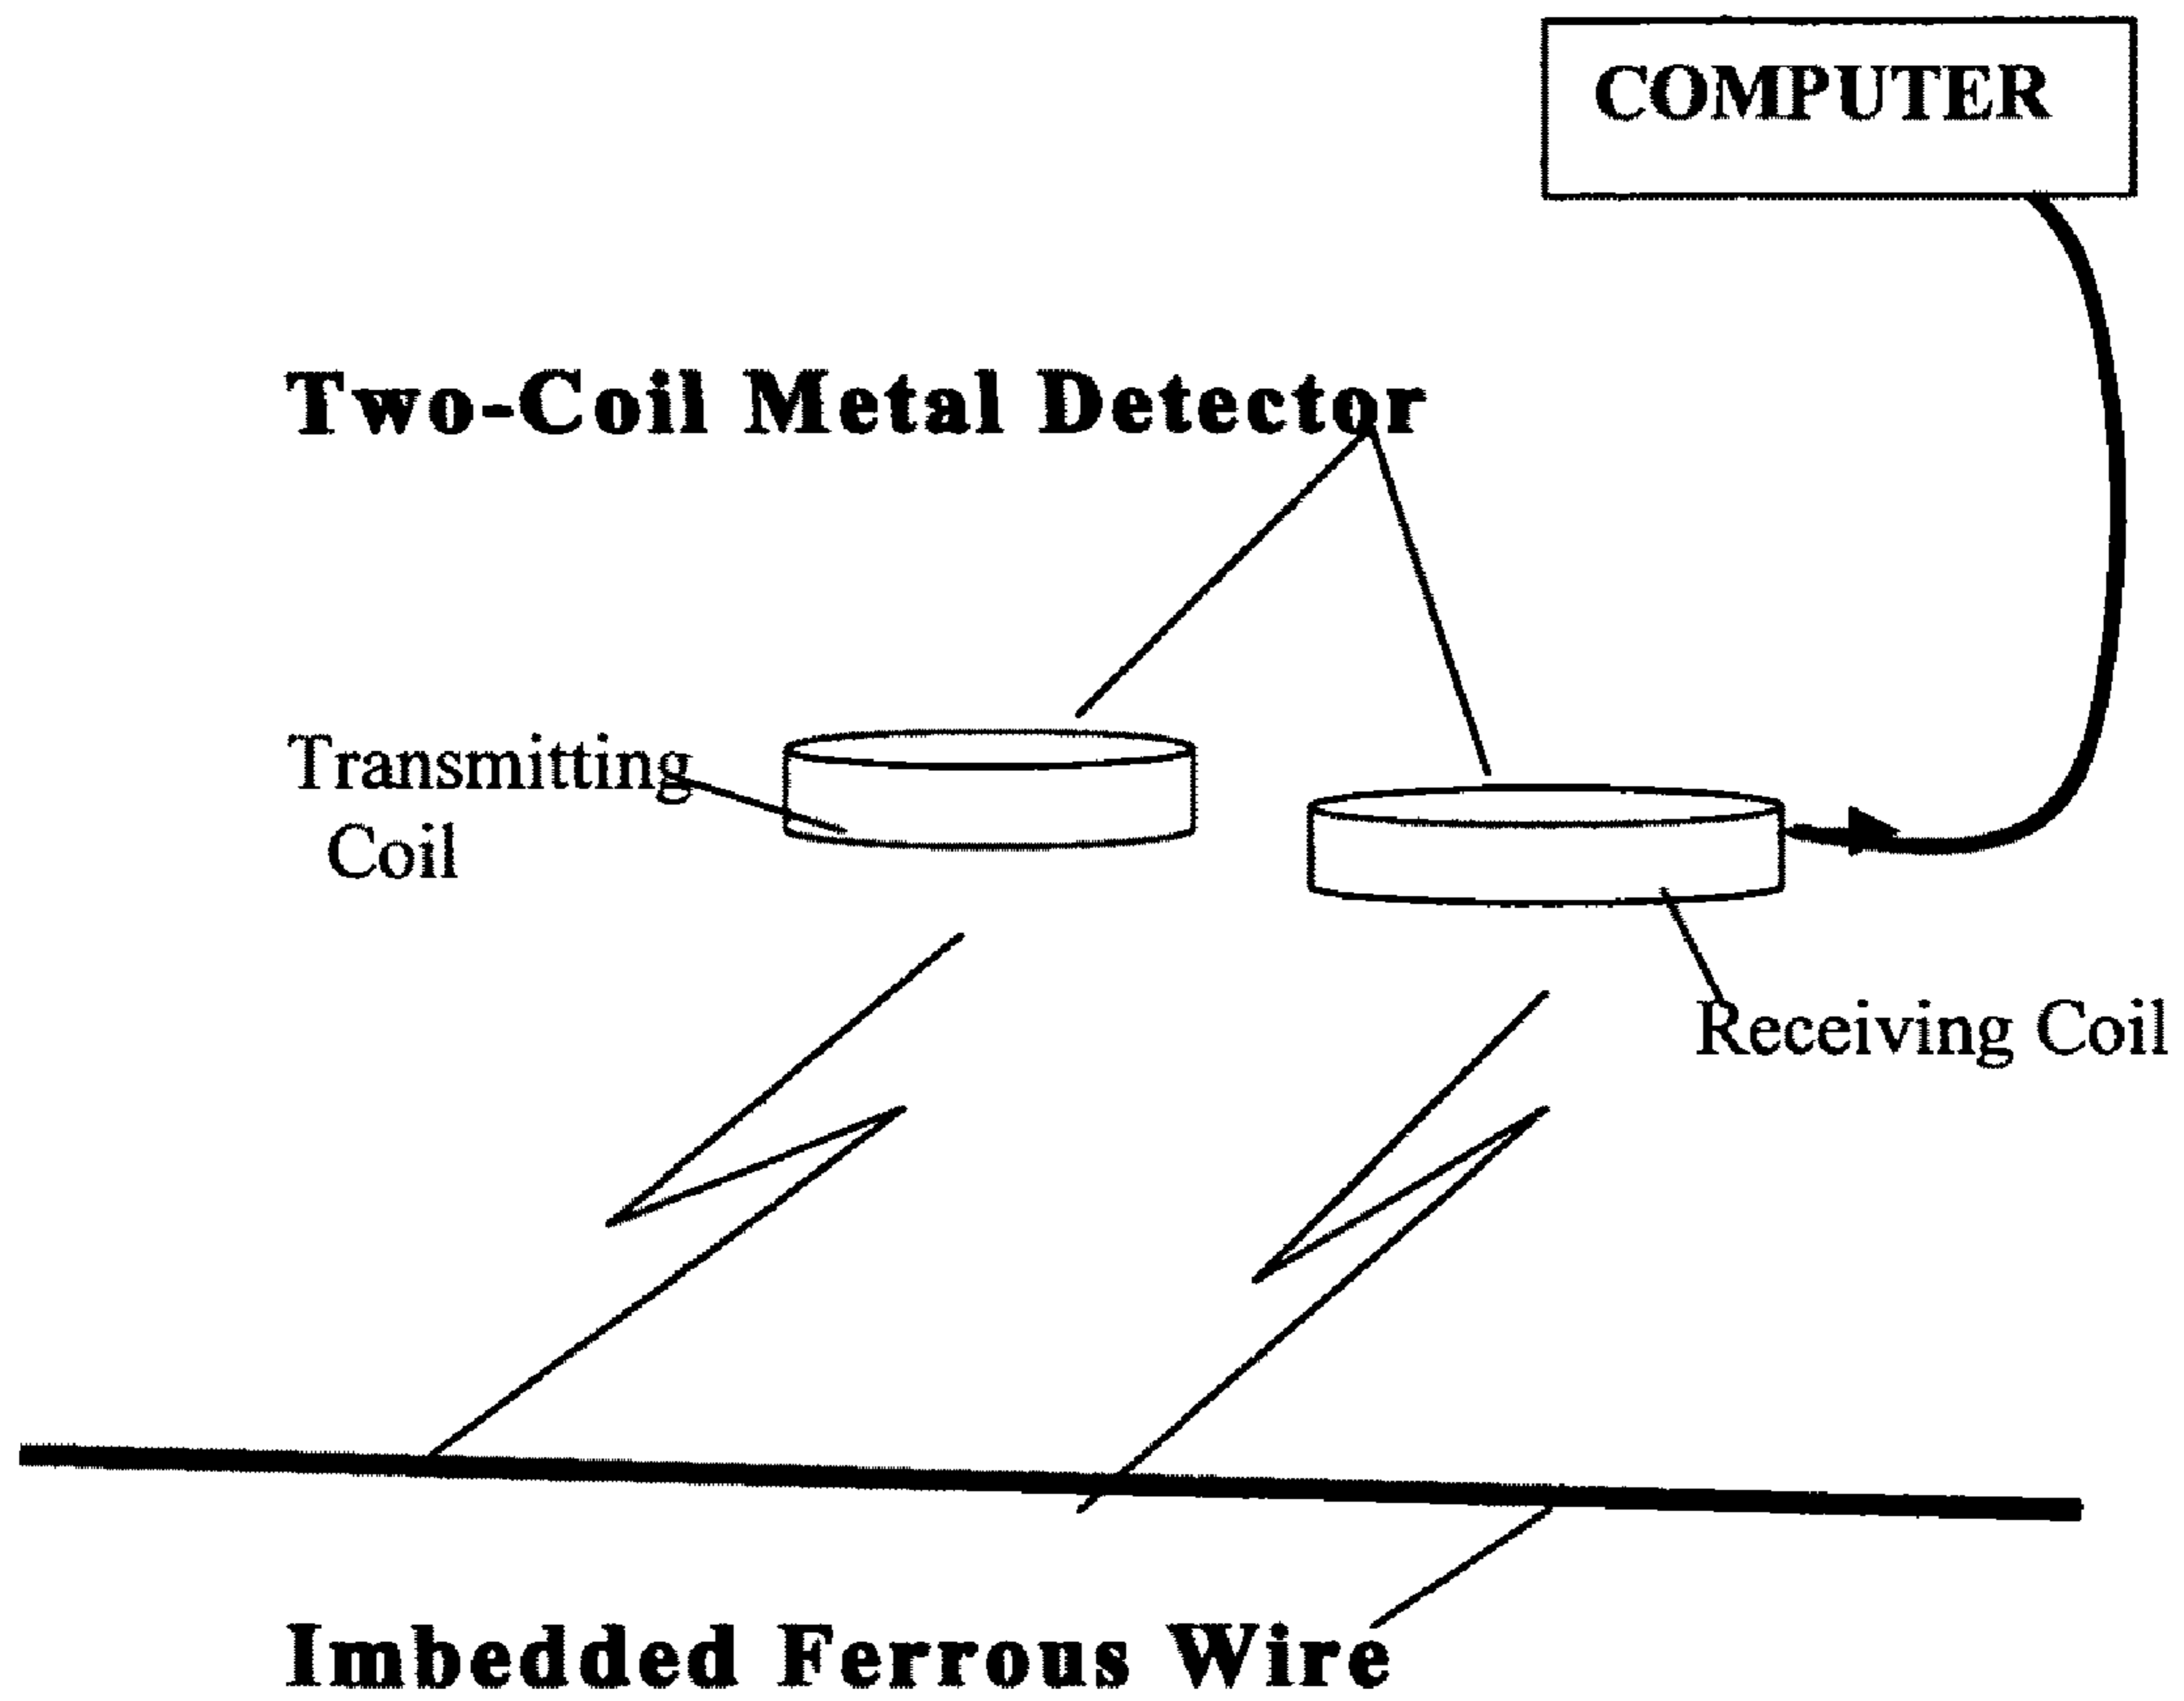 COMPUTER
Two-Coil Metal Detector
Transmitting
Coil
Receiving Coil
Imbedded Ferrous Wire